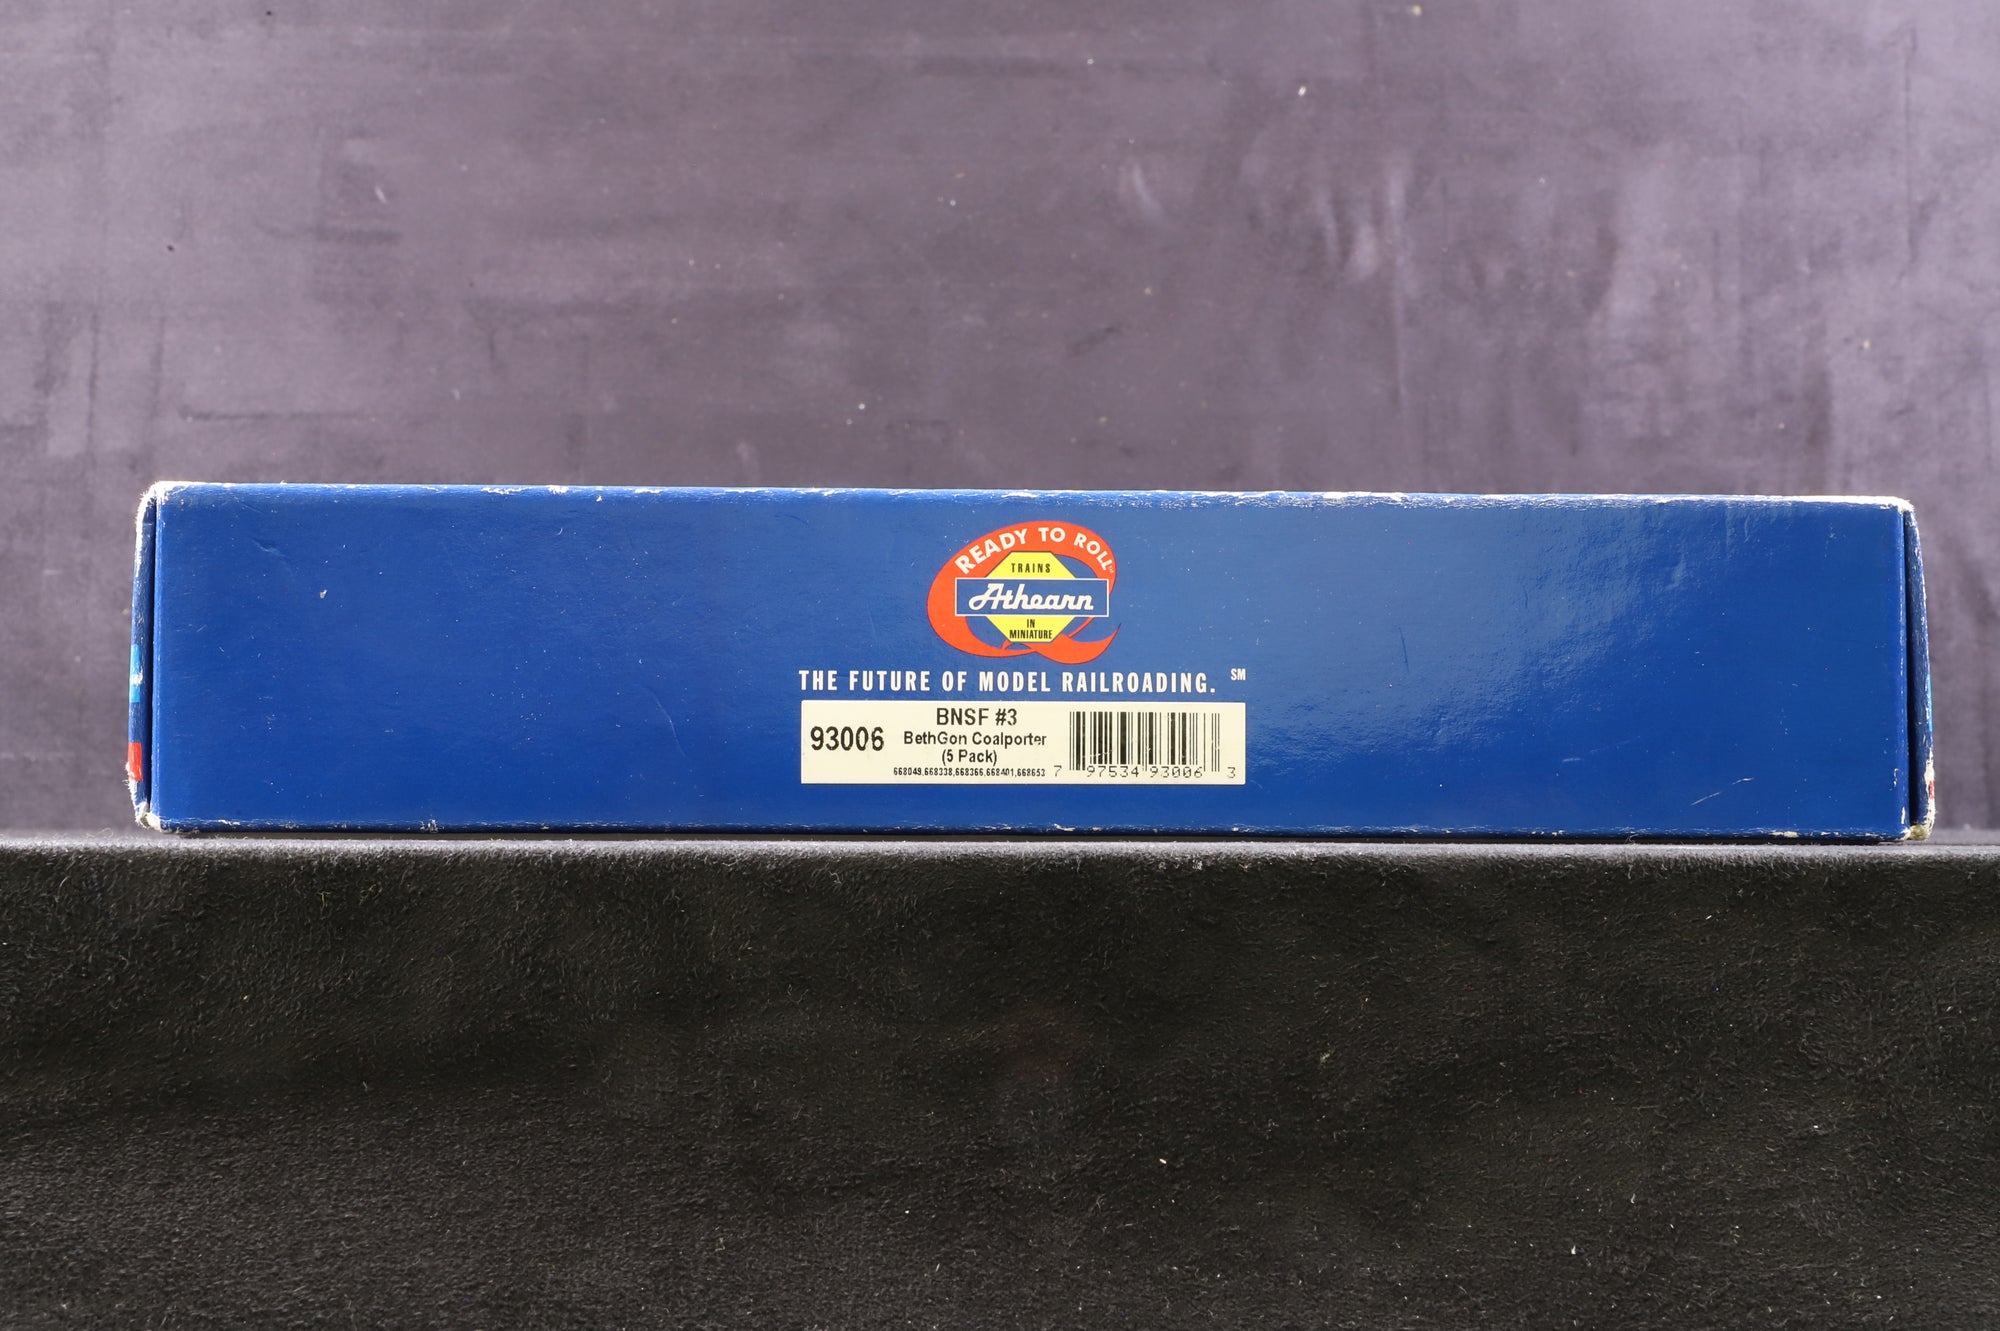 READY TO ROLL
TRAINS
Athearn
IN
MINIATURE
THE FUTURE OF MODEL RAILROADING. SM
93006
BNSF #3
BethGon Coalporter
(5 Pack)
668049,668338,668366,668401,668653
7 97534 93006 3